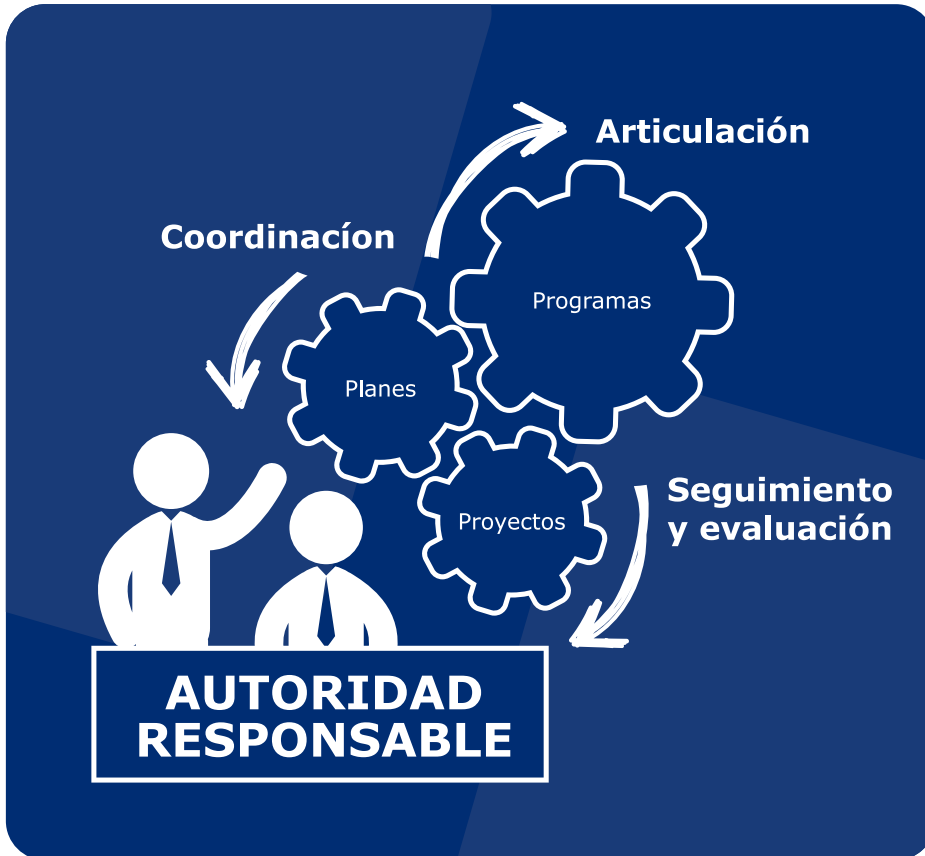 Articulación
Coordinacíon
Programas
Planes
Seguimiento
y evaluación
Proyectos
AUTORIDAD
RESPONSABLE